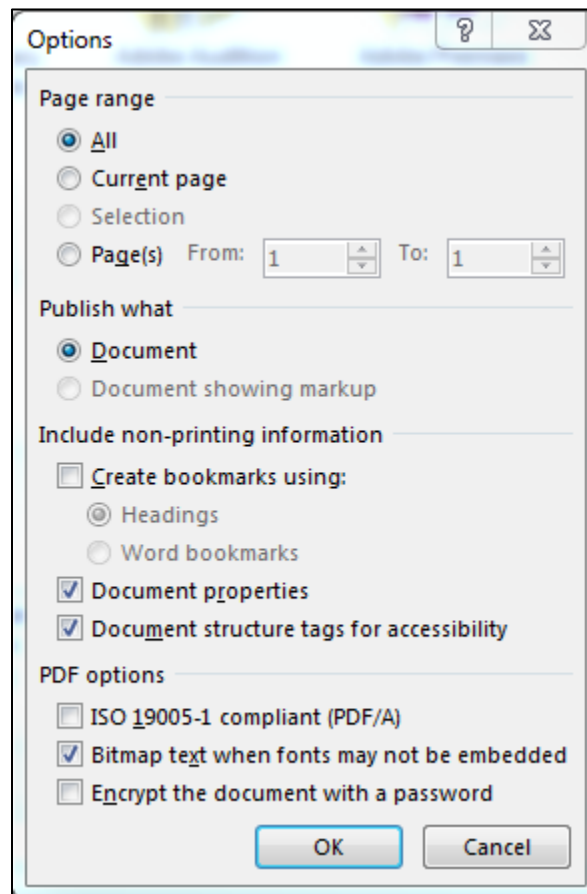 Options
Page range
All
Current page
Selection
Page(s) From: 1 To: 1
Publish what
Document
Document showing markup
Include non-printing information
Create bookmarks using:
Headings
Word bookmarks
Document properties
Document structure tags for accessibility
PDF options
ISO 19005-1 compliant (PDF/A)
Bitmap text when fonts may not be embedded
Encrypt the document with a password
OK Cancel